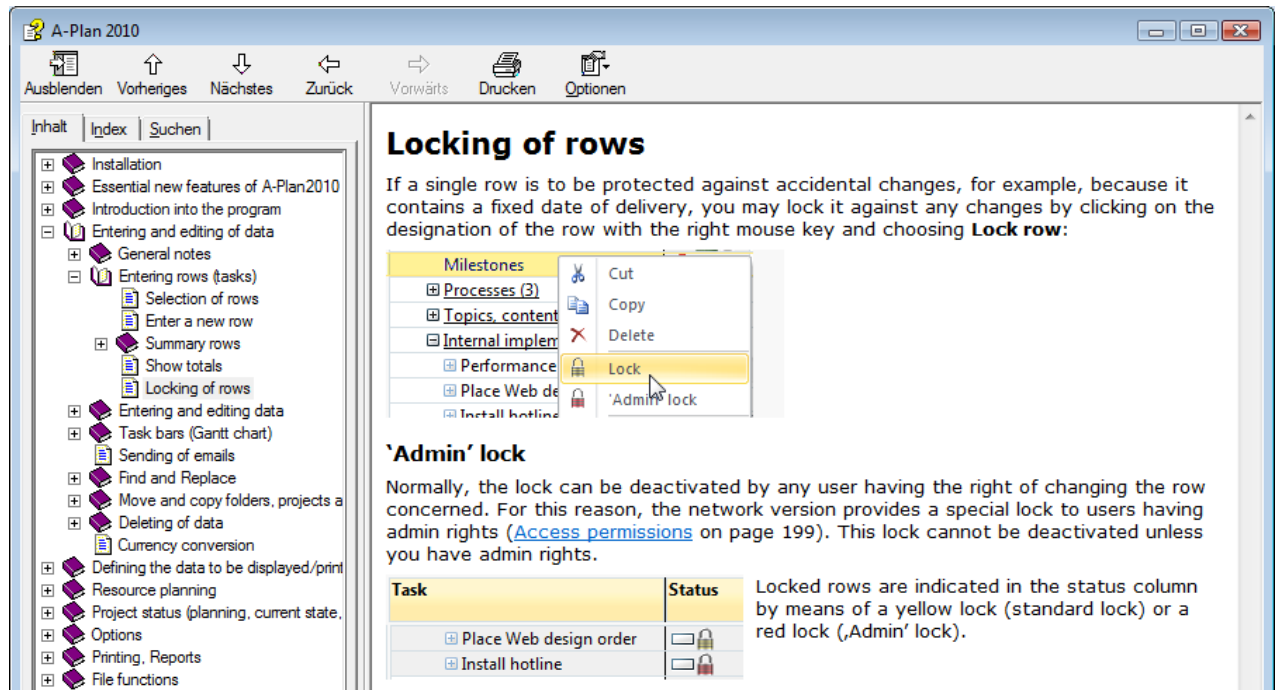 A-Plan 2010
Ausblenden Vorheriges Nächstes Zurück Vorwärts Drucken Optionen
Inhalt Index Suchen
Installation
Essential new features of A-Plan2010
Introduction into the program
Entering and editing of data
General notes
Entering rows (tasks)
Selection of rows
Enter a new row
Summary rows
Show totals
Locking of rows
Entering and editing data
Task bars (Gantt chart)
Sending of emails
Find and Replace
Move and copy folders, projects a
Deleting of data
Currency conversion
Defining the data to be displayed/print
Resource planning
Project status (planning, current state,
Options
Printing, Reports
File functions
Locking of rows
If a single row is to be protected against accidental changes, for example, because it
contains a fixed date of delivery, you may lock it against any changes by clicking on the
designation of the row with the right mouse key and choosing Lock row:
Milestones
Processes (3)
Topics, content
Internal implem
Performance
Place Web de
Install hotline
Cut
Copy
Delete
Lock
'Admin' lock
‛Admin’ lock
Normally, the lock can be deactivated by any user having the right of changing the row
concerned. For this reason, the network version provides a special lock to users having
admin rights (Access permissions on page 199). This lock cannot be deactivated unless
you have admin rights.
Task Status
Place Web design order
Install hotline
Locked rows are indicated in the status column
by means of a yellow lock (standard lock) or a
red lock (‚Admin’ lock).